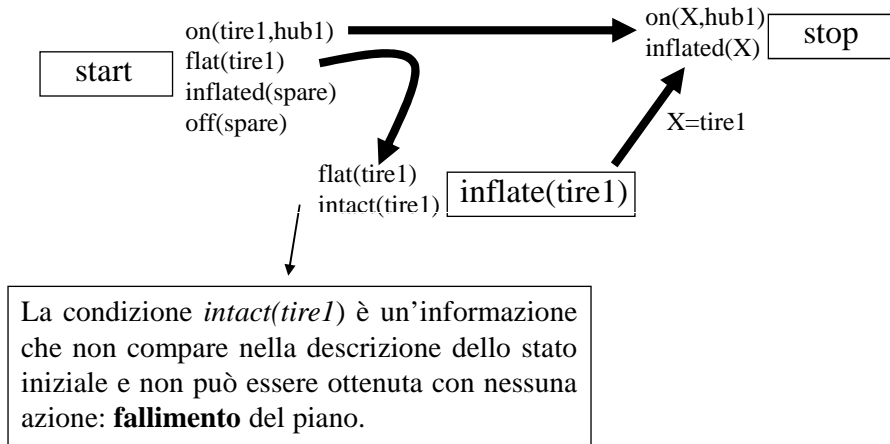 on(tire1,hub1)
flat(tire1)
inflated(spare)
off(spare)
start
on(X,hub1)
inflated(X)
stop
X=tire1
flat(tire1)
intact(tire1)
inflate(tire1)
La condizione intact(tire1) è un'informazione
che non compare nella descrizione dello stato
iniziale e non può essere ottenuta con nessuna
azione: fallimento del piano.